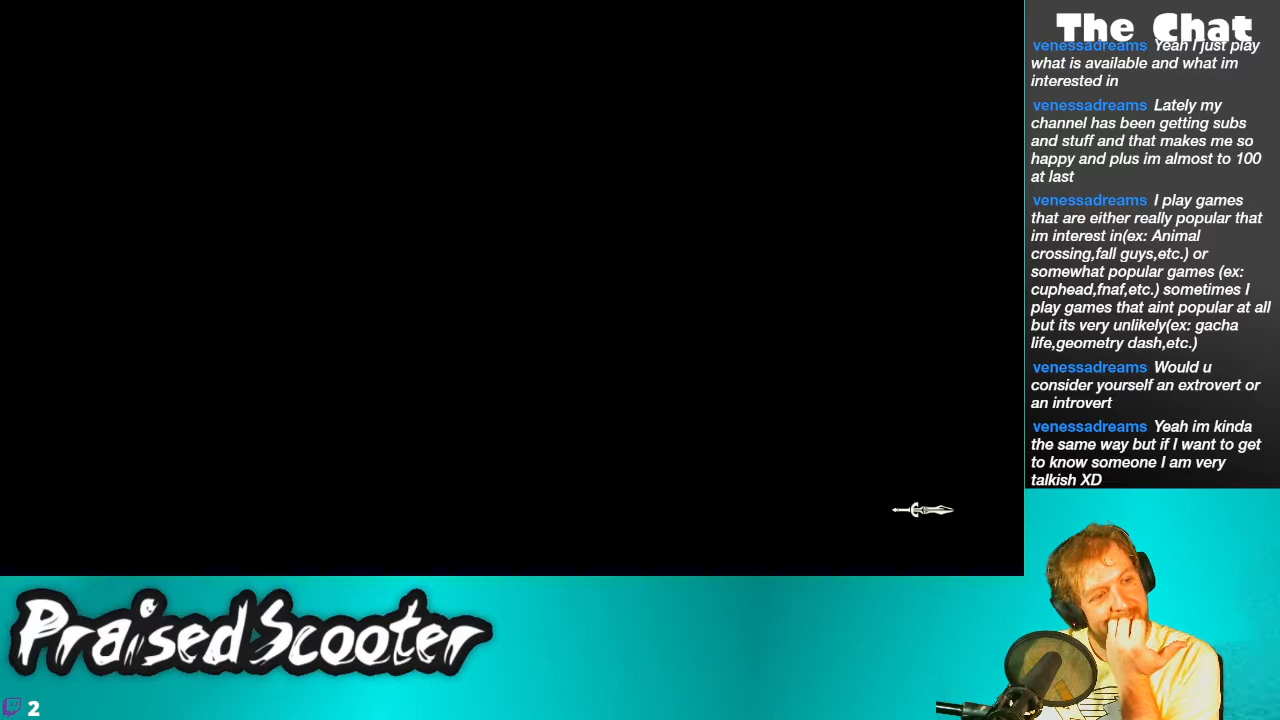 The Chat
venessadreams Yeah I just play
what is available and what im
interested in
venessadreams Lately my
channel has been getting subs
and stuff and that makes me so
happy and plus im almost to 100
at last
venessadreams I play games
that are either really popular that
im interest in(ex: Animal
crossing,fall guys,etc.) or
somewhat popular games (ex:
cuphead,fnaf,etc.) sometimes I
play games that aint popular at all
but its very unlikely(ex: gacha
life,geometry dash,etc.)
venessadreams Would u
consider yourself an extrovert or
an introvert
venessadreams Yeah im kinda
the same way but if I want to get
to know someone I am very
talkish XD
PraisedScooter
2